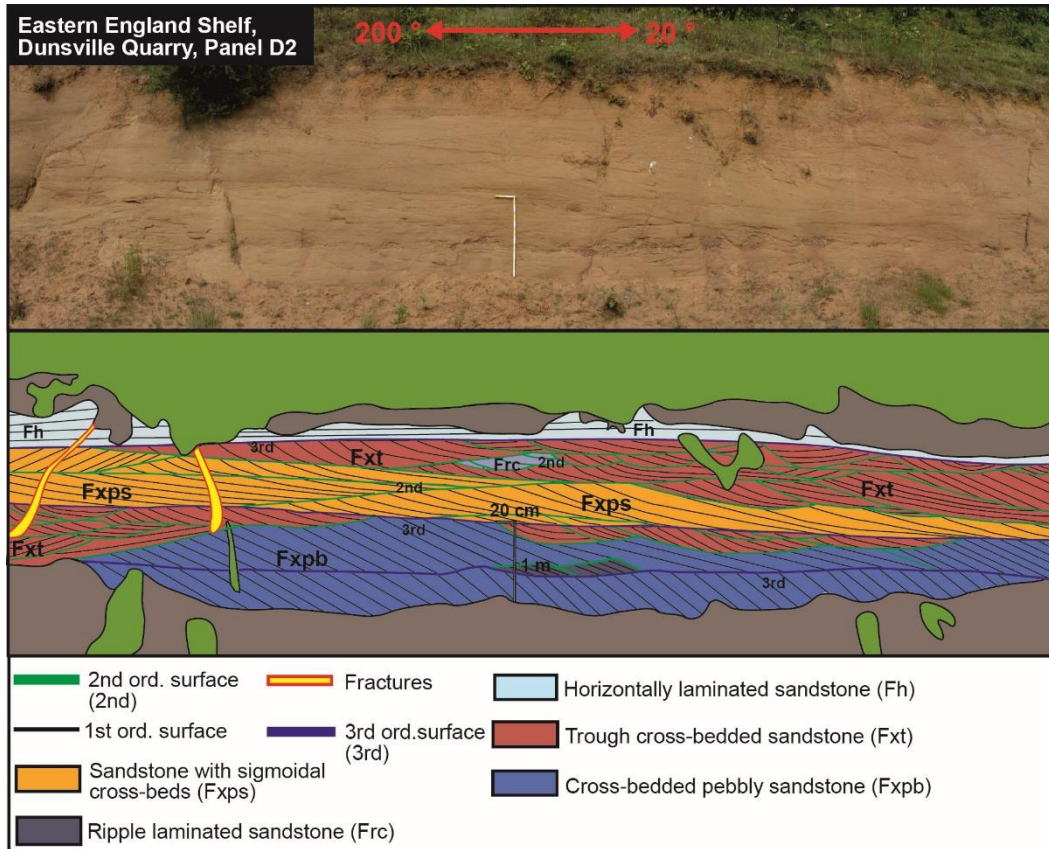 Eastern England Shelf,
Dunsville Quarry, Panel D2
200 ° 20 °
Fh
Fh
3rd
Fxt
Frc
2nd
Fxps
2nd
Fxps
Fxt
20 cm
3rd
Fxt
Fxpb
1 m
3rd
2nd ord. surface
(2nd)
Fractures
Horizontally laminated sandstone (Fh)
1st ord. surface
3rd ord.surface
(3rd)
Trough cross-bedded sandstone (Fxt)
Sandstone with sigmoidal
cross-beds (Fxps)
Cross-bedded pebbly sandstone (Fxpb)
Ripple laminated sandstone (Frc)